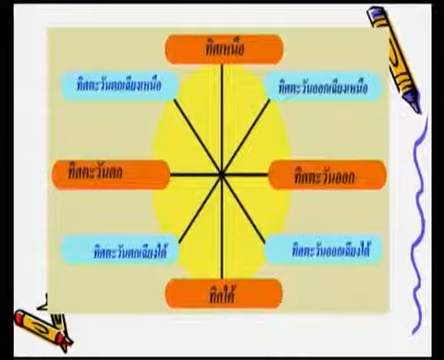 ทิศเหนือ
ทิศตะวันตกเฉียงเหนือ
ทิศตะวันออกเฉียงเหนือ
ทิศตะวันตก
ทิศตะวันออก
ทิศตะวันตกเฉียงใต้
ทิศตะวันออกเฉียงใต้
ทิศใต้